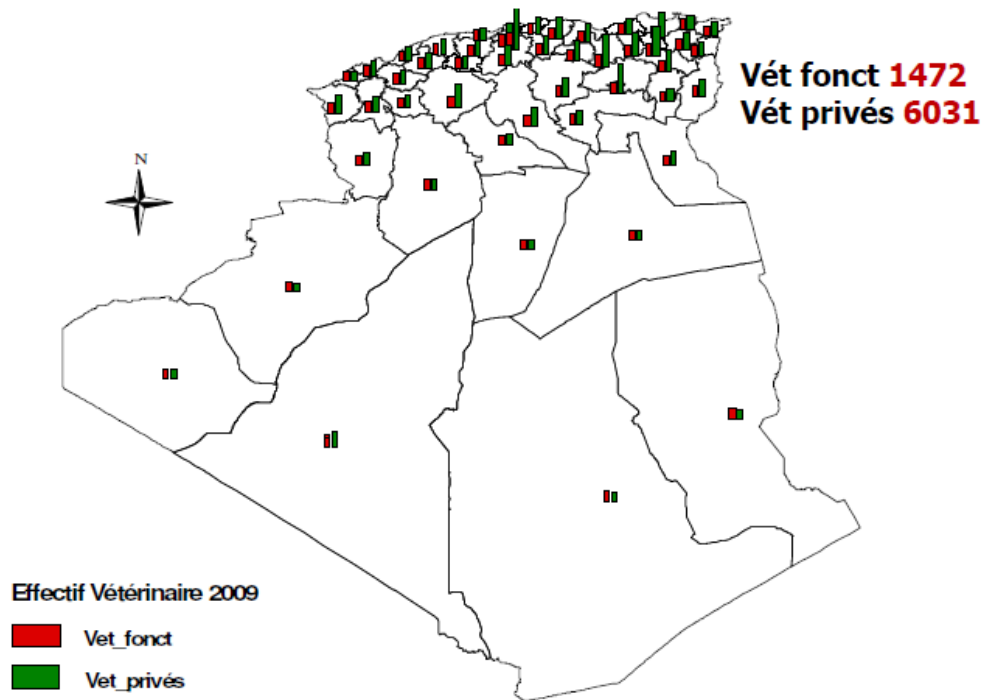 Vét fonct 1472
Vét privés 6031
N
Effectif Vétérinaire 2009
Vet_fonct
Vet_privés